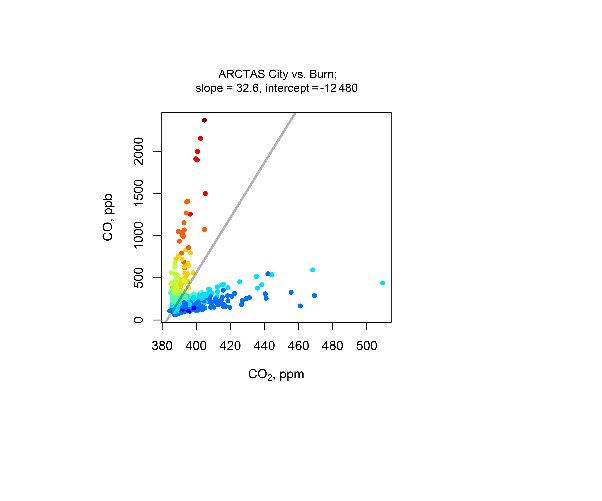 ARCTAS City vs. Burn;
slope = 32.6, intercept = -12480
CO, ppb
2000
1500
1000
500
0
380 400 420 440 460 480 500
CO2, ppm